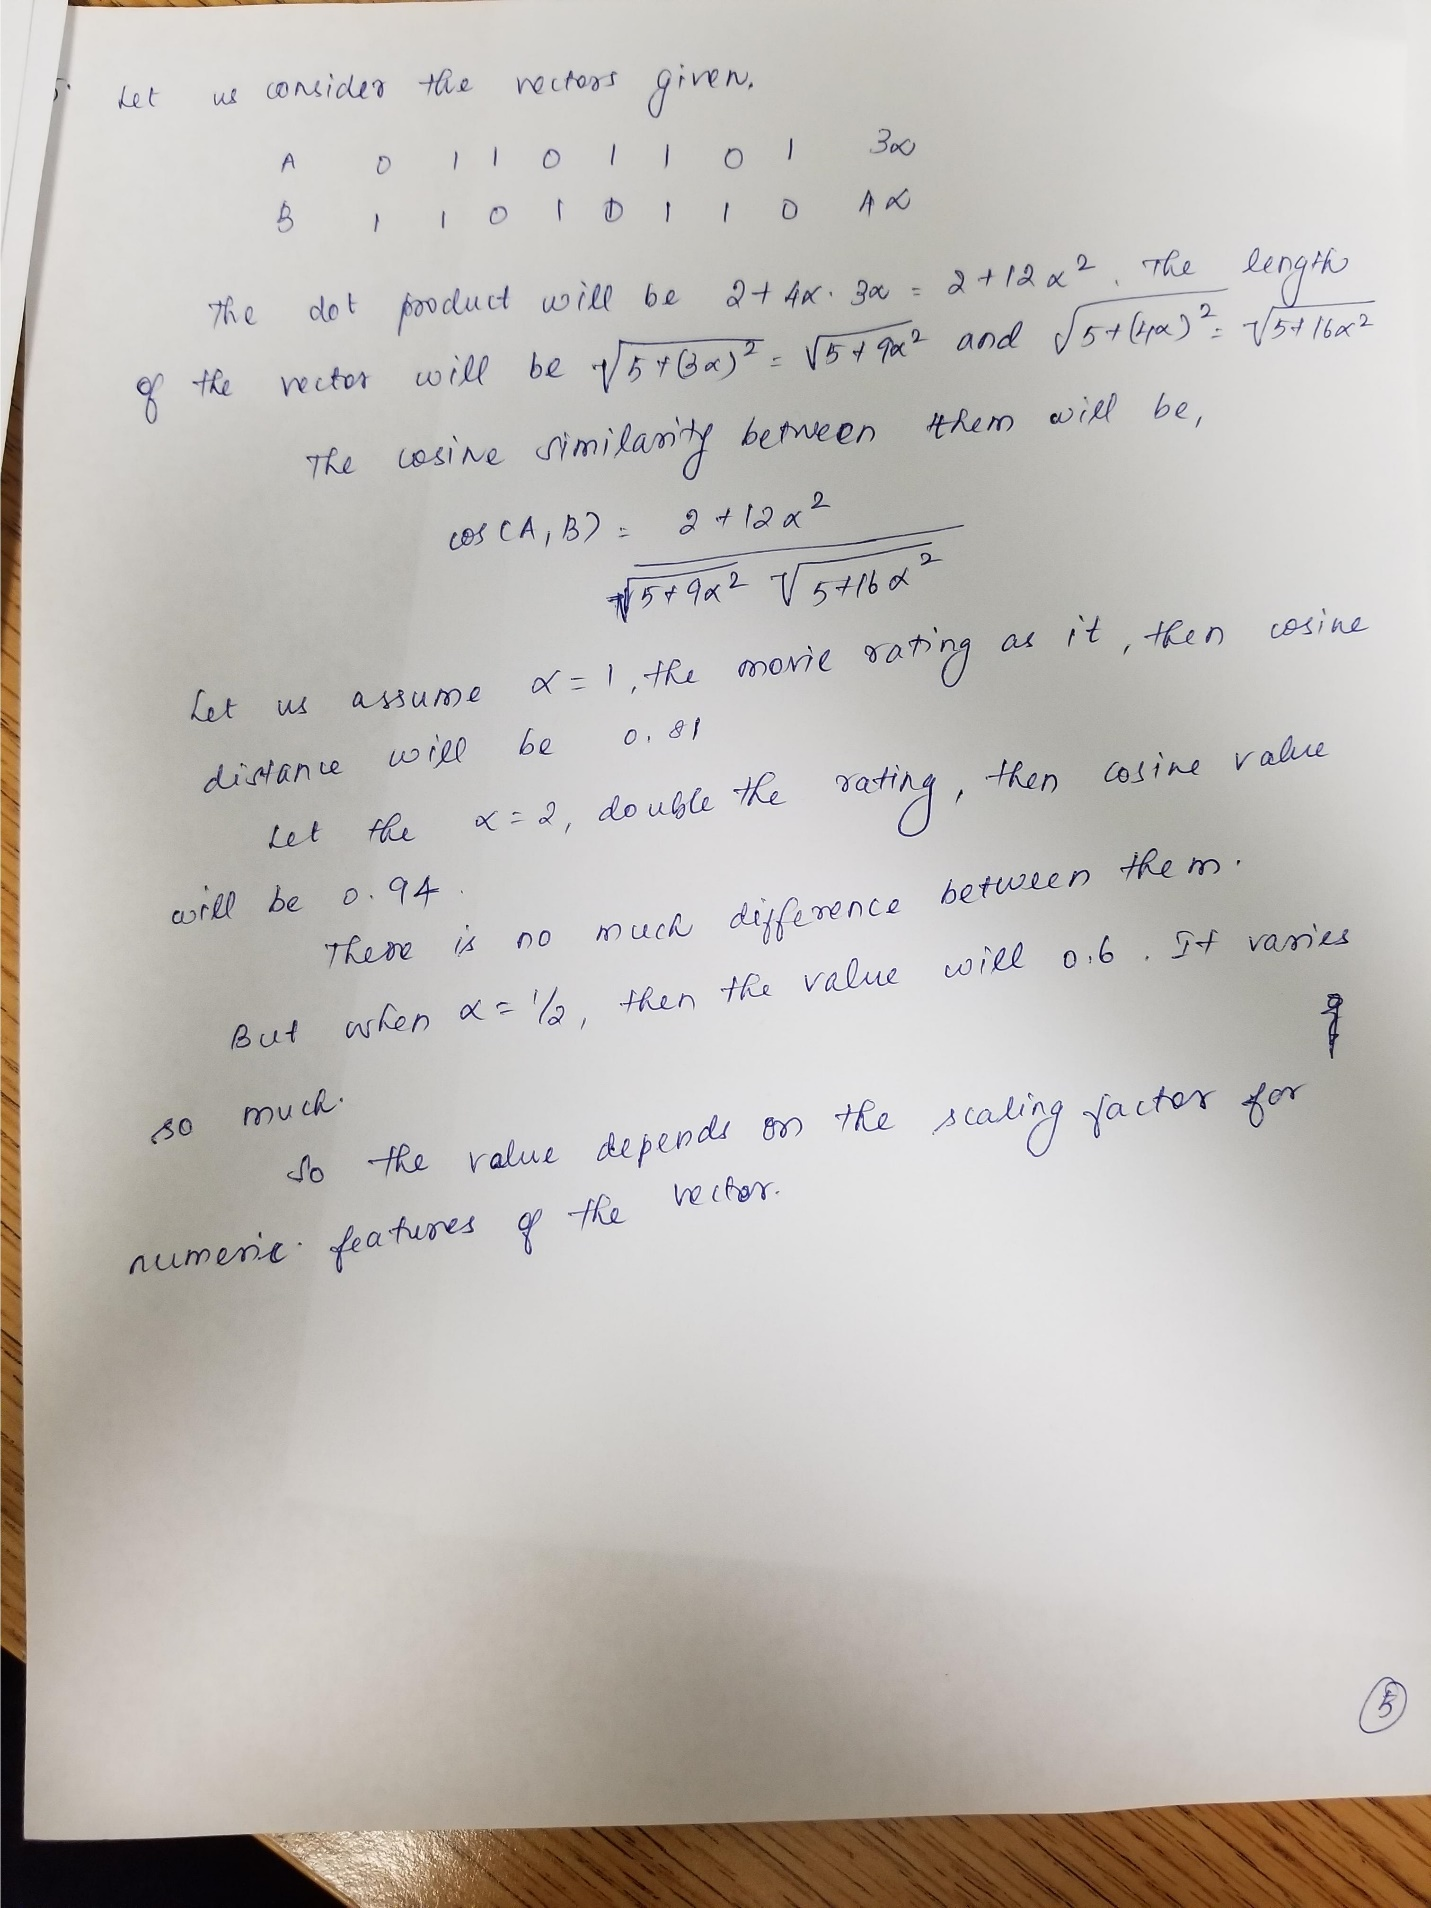 5. Let us consider the vectors given.
A 0 1 1 0 1 1 0 1 3α
B 1 1 0 1 0 1 1 0 4α
The dot product will be 2+4α.3α = 2+12α². The length
of the vector will be √5+(3α)² = √5+9α² and √5+(4α)² = √5+16α²
The cosine similarity between them will be,
cos(A,B) = 2+12α²
√5+9α² √5+16α²
Let us assume α=1, the movie rating as it, then cosine
distance will be 0.81
Let the α=2, double the rating, then cosine value
will be 0.94.
There is no much difference between them.
But when α=1/2, then the value will 0.6. It varies
so much.
So the value depends on the scaling factor for
numeric features of the vector.
5